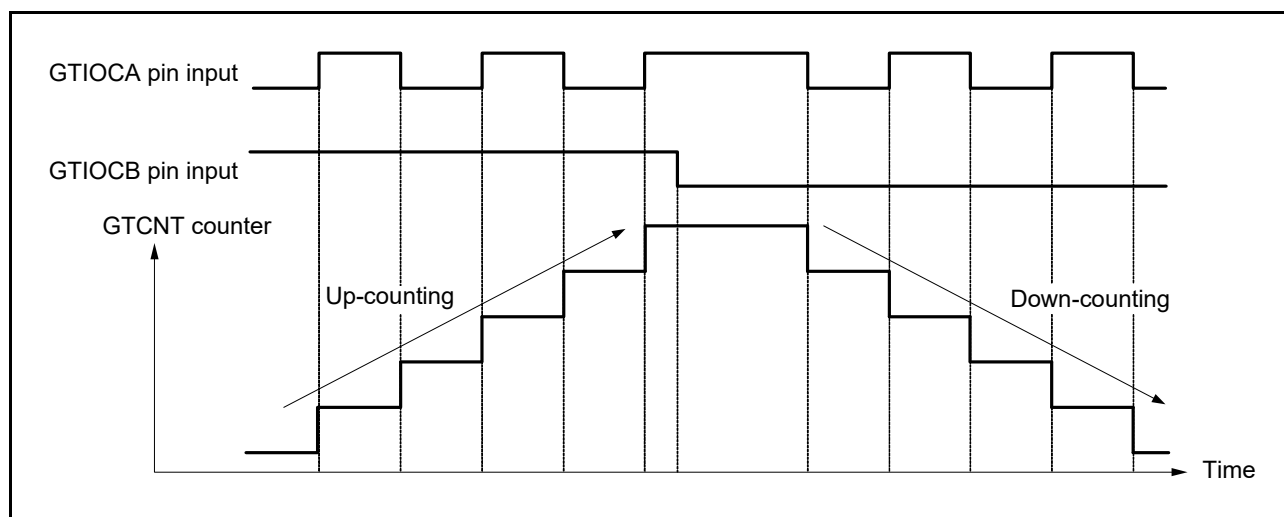 GTIOCA pin input
GTIOCB pin input
GTCNT counter
Up-counting
Down-counting
Time